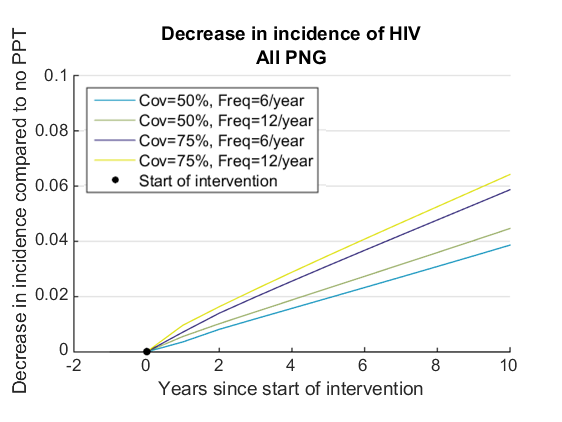 Decrease in incidence of HIV
All PNG
Decrease in incidence compared to no PPT
0.1
0.08
0.06
0.04
0.02
0
Cov=50%, Freq=6/year
Cov=50%, Freq=12/year
Cov=75%, Freq=6/year
Cov=75%, Freq=12/year
Start of intervention
-2 0 2 4 6 8 10
Years since start of intervention